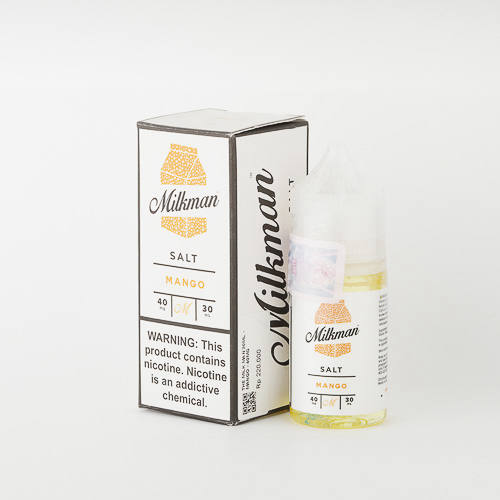 Milkman
SALT
MANGO
40
MG
M
30
ML
WARNING: This
product contains
nicotine. Nicotine
is an addictive
chemical.
Milkman
SALT
Rp 220.000
Milkman
SALT
MANGO
40
MG
M
30
ML